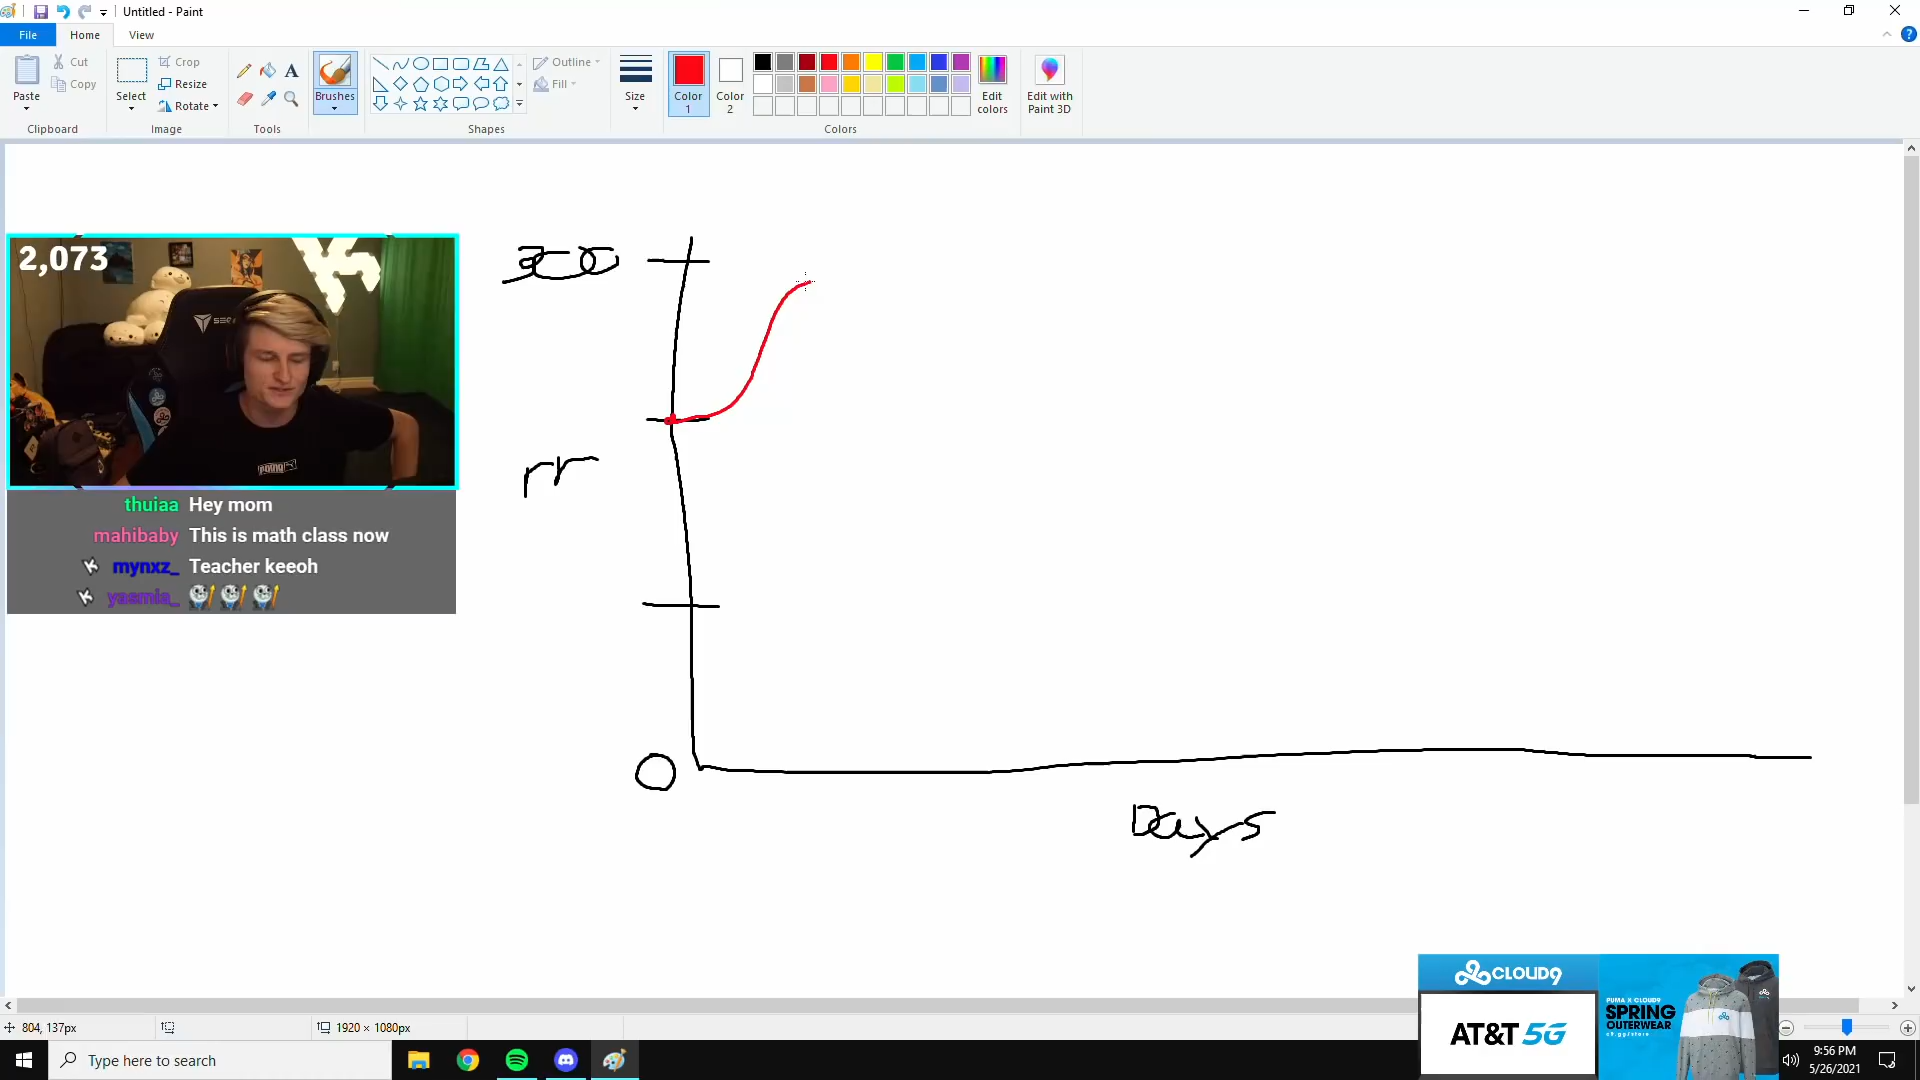 Untitled - Paint
File
Home
View
Paste
Cut
Copy
Clipboard
Select
Crop
Resize
Rotate
Image
Tools
Brushes
Shapes
Outline
Fill
Size
Color 1
Color 2
Edit colors
Edit with Paint 3D
Colors
2,073
300
rr
0
Days
thuiaa Hey mom
mahibaby This is math class now
mynxz_ Teacher keeoh
yasmia_
CLOUD9
AT&T 5G
PUMA X CLOUD9
SPRING
OUTERWEAR
804, 137px
1920 × 1080px
Type here to search
9:56 PM
5/26/2021